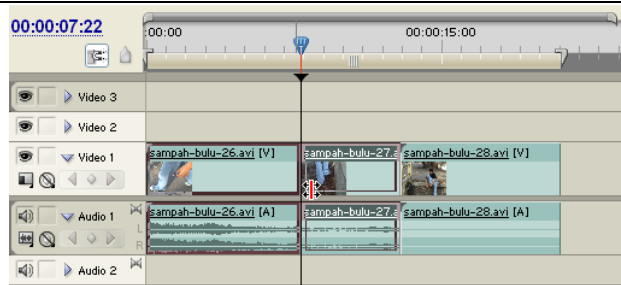 00:00:07:22
:00:00
00:00:15:00
Video 3
Video 2
Video 1
sampah-bulu-26.avi [V]
sampah-bulu-27.a
sampah-bulu-28.avi [V]
Audio 1
sampah-bulu-26.avi [A]
sampah-bulu-27.a
sampah-bulu-28.avi [A]
L
R
Audio 2